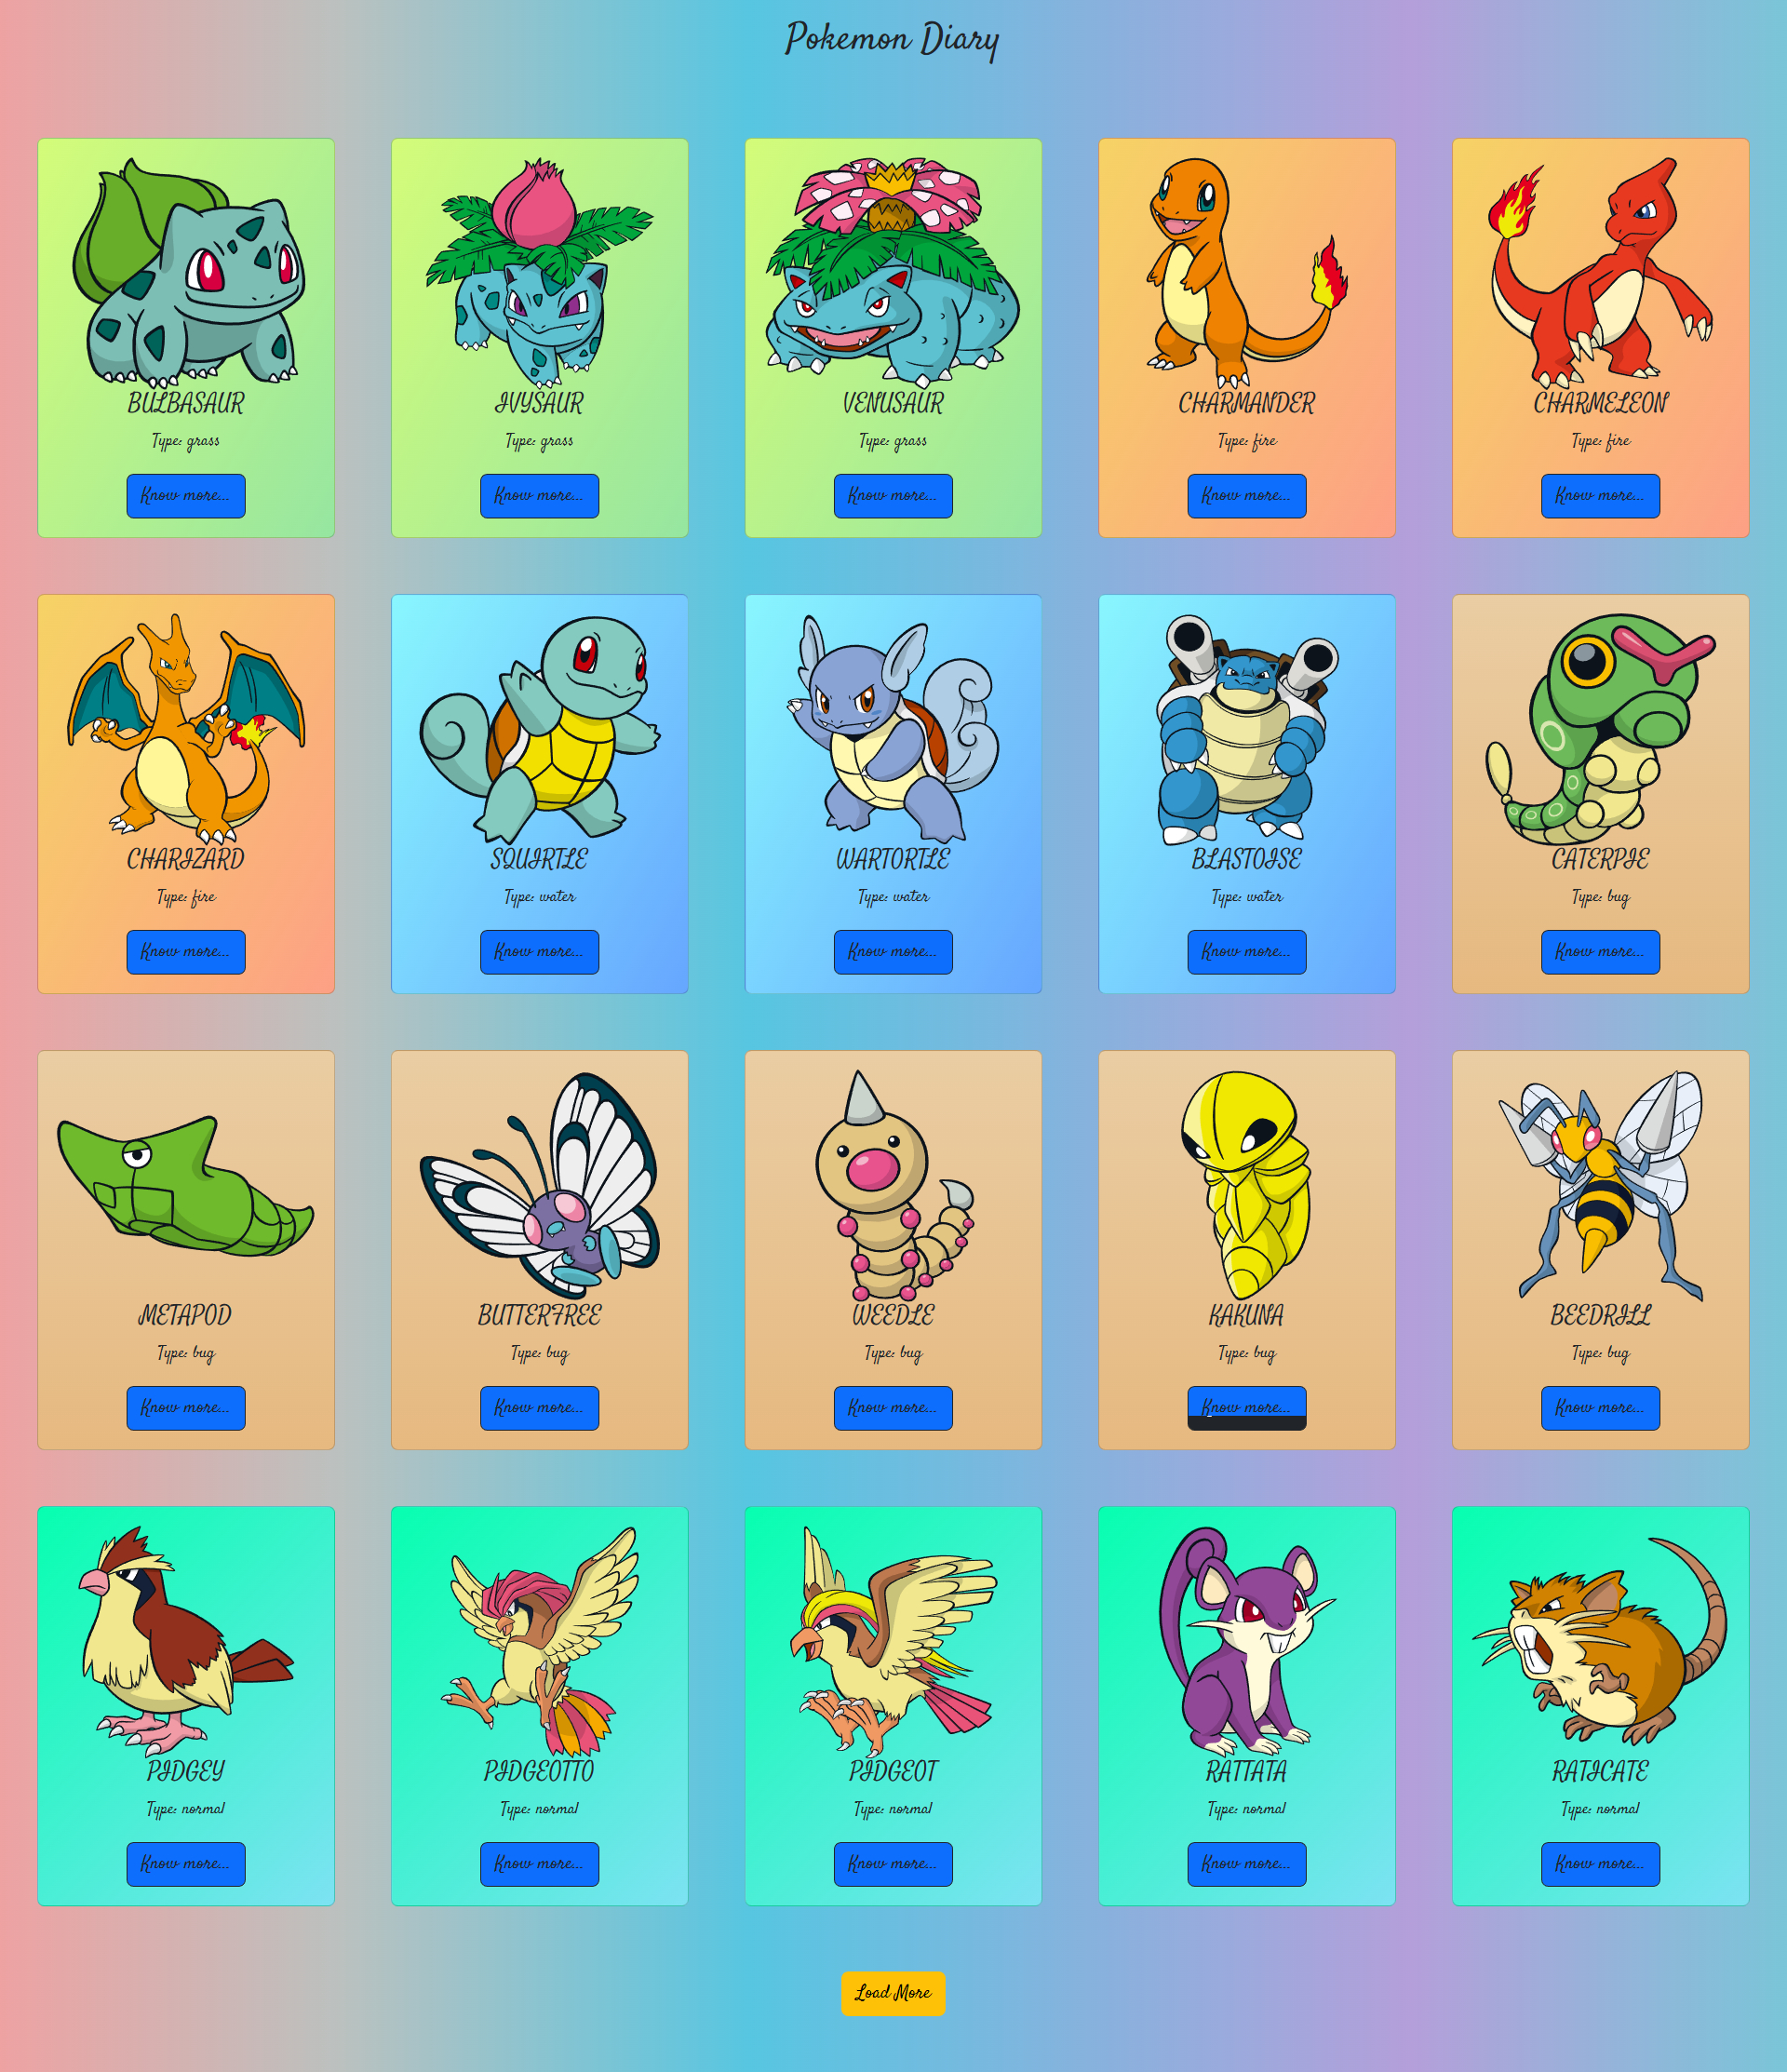 Pokemon Diary
BULBASAUR
Type: grass
Know more...
IVYSAUR
Type: grass
Know more...
VENUSAUR
Type: grass
Know more...
CHARMANDER
Type: fire
Know more...
CHARMELEON
Type: fire
Know more...
CHARIZARD
Type: fire
Know more...
SQUIRTLE
Type: water
Know more...
WARTORTLE
Type: water
Know more...
BLASTOISE
Type: water
Know more...
CATERPIE
Type: bug
Know more...
METAPOD
Type: bug
Know more...
BUTTERFREE
Type: bug
Know more...
WEEDLE
Type: bug
Know more...
KAKUNA
Type: bug
Know more...
BEEDRILL
Type: bug
Know more...
PIDGEY
Type: normal
Know more...
PIDGEOTTO
Type: normal
Know more...
PIDGEOT
Type: normal
Know more...
RATTATA
Type: normal
Know more...
RATICATE
Type: normal
Know more...
Load More